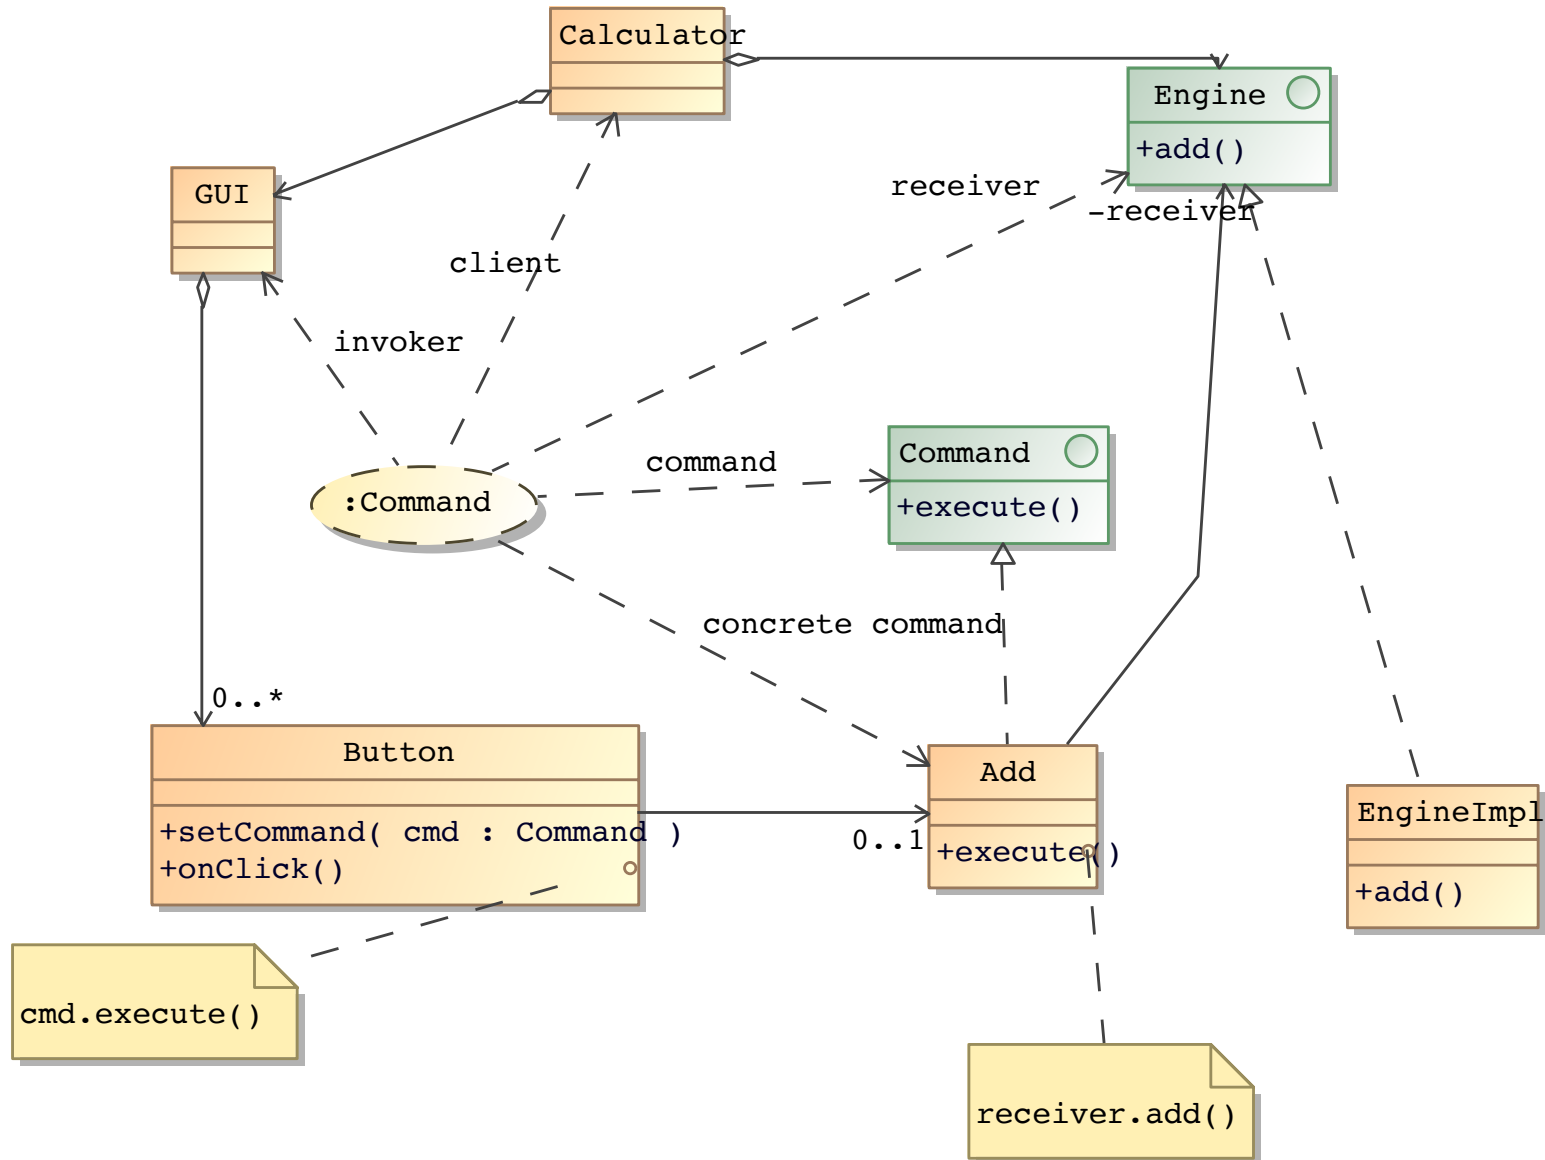 Calculator
Engine
+add()
GUI
receiver
-receiver
client
invoker
Command
+execute()
command
:Command
concrete command
0..*
Button
+setCommand( cmd : Command )
+onClick()
0..1
Add
+execute()
EngineImpl
+add()
cmd.execute()
receiver.add()